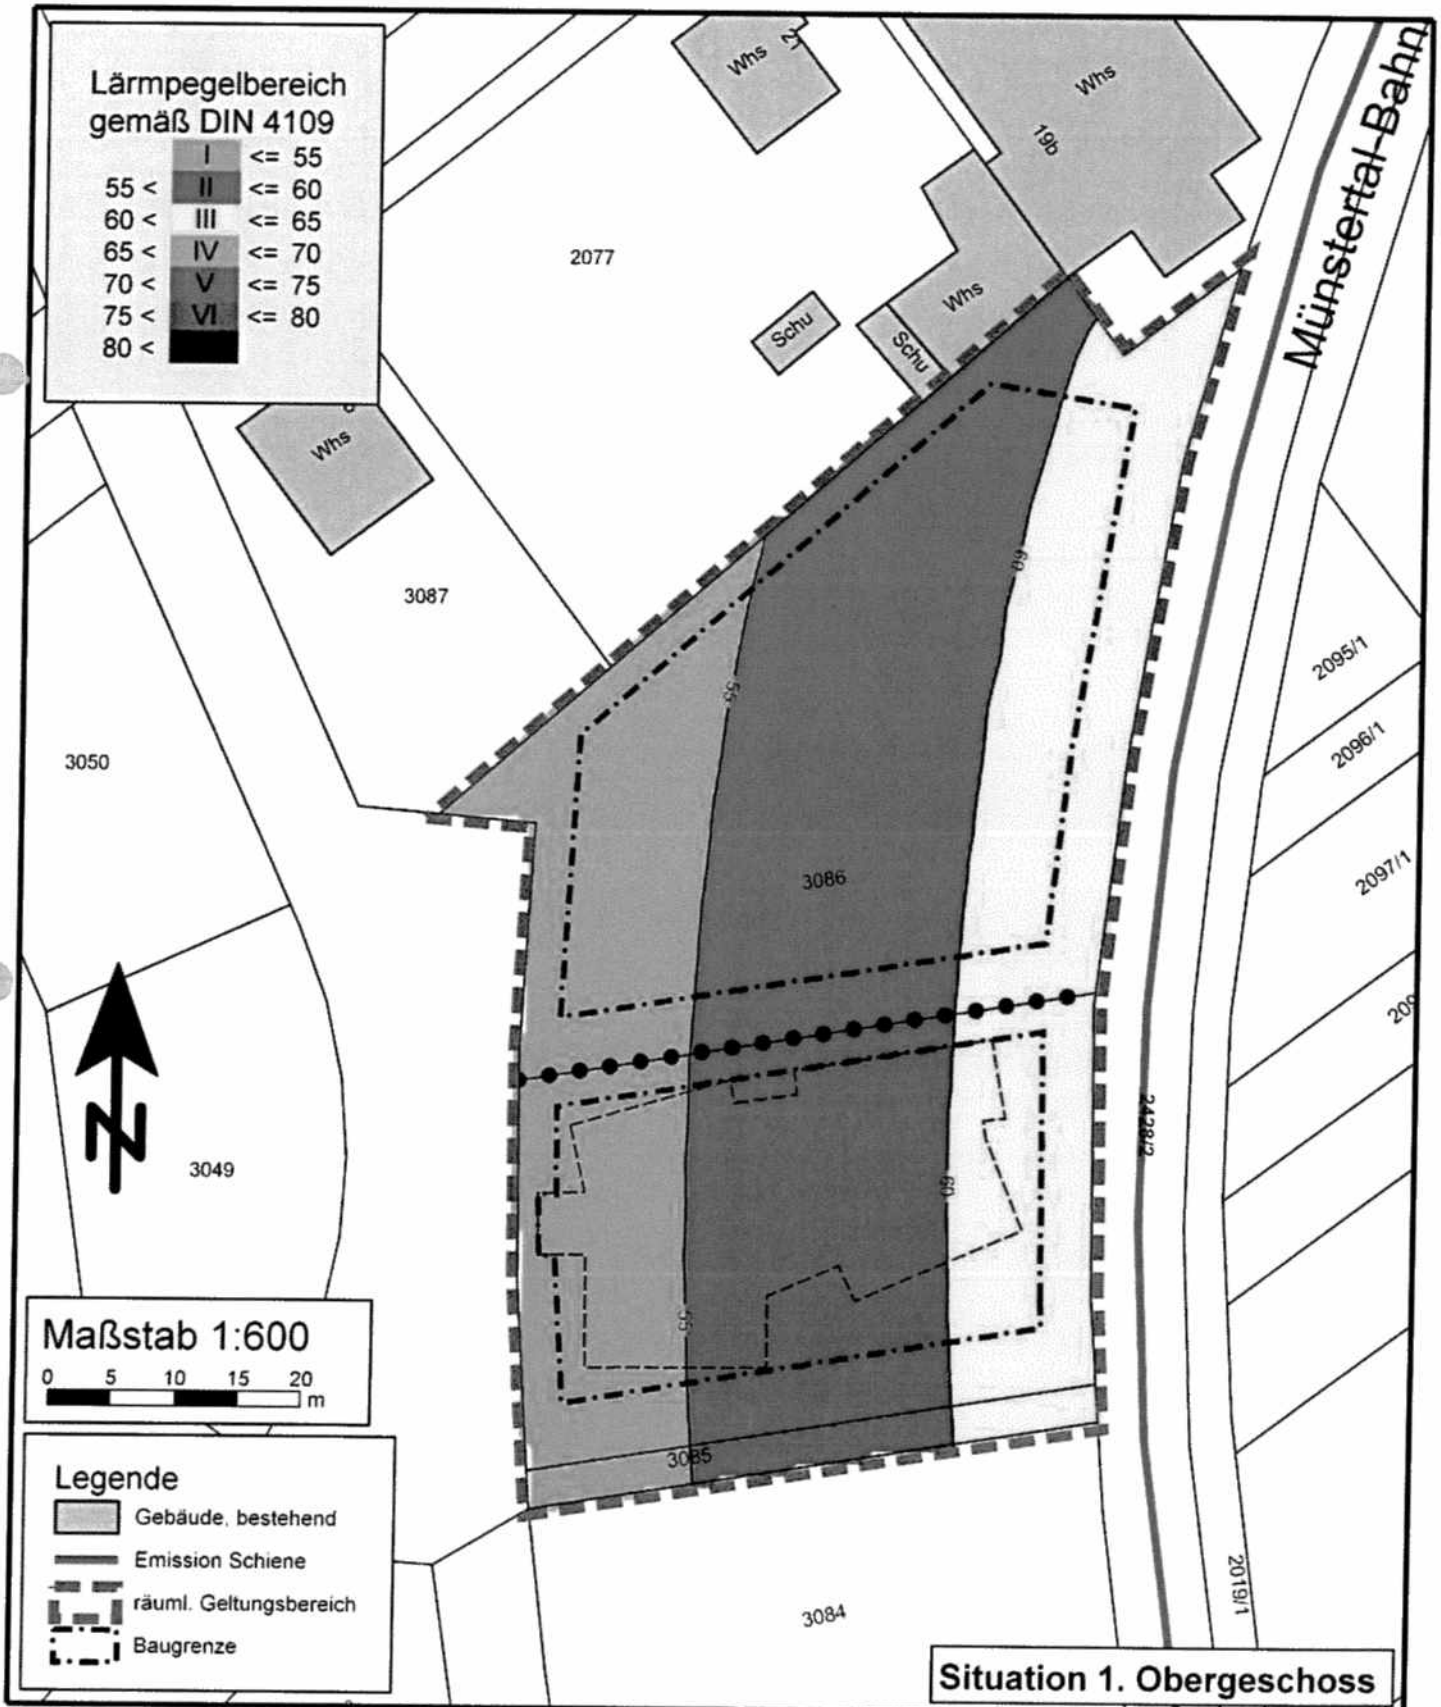 Lärmpegelbereich
gemäß DIN 4109
I <= 55
55 < II <= 60
60 < III <= 65
65 < IV <= 70
70 < V <= 75
75 < VI <= 80
80 <
Whs
Whs
19b
Münstertal-Bahn
2077
Whs
Schu
Schu
Whs
60
3087
2095/1
55
2096/1
3050
3086
2097/1
N
2428/2
3049
60
55
Maßstab 1:600
0 5 10 15 20
m
3085
Legende
Gebäude, bestehend
Emission Schiene
räuml. Geltungsbereich
Baugrenze
2019/1
3084
Situation 1. Obergeschoss